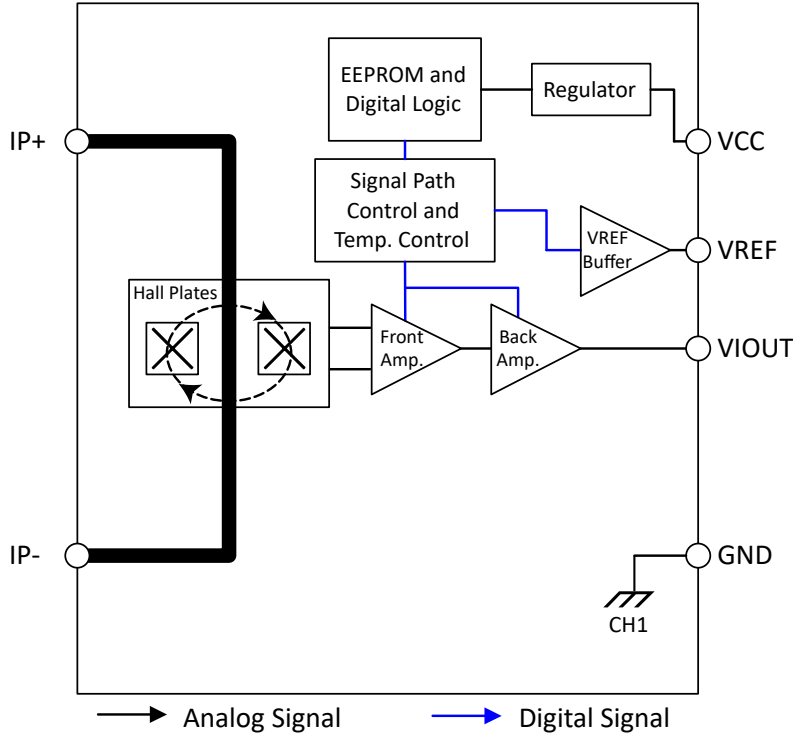 EEPROM and
Digital Logic
Regulator
IP+
VCC
Signal Path
Control and
Temp. Control
VREF
Buffer
VREF
Hall Plates
Front
Amp.
Back
Amp.
VIOUT
IP-
GND
CH1
Analog Signal
Digital Signal